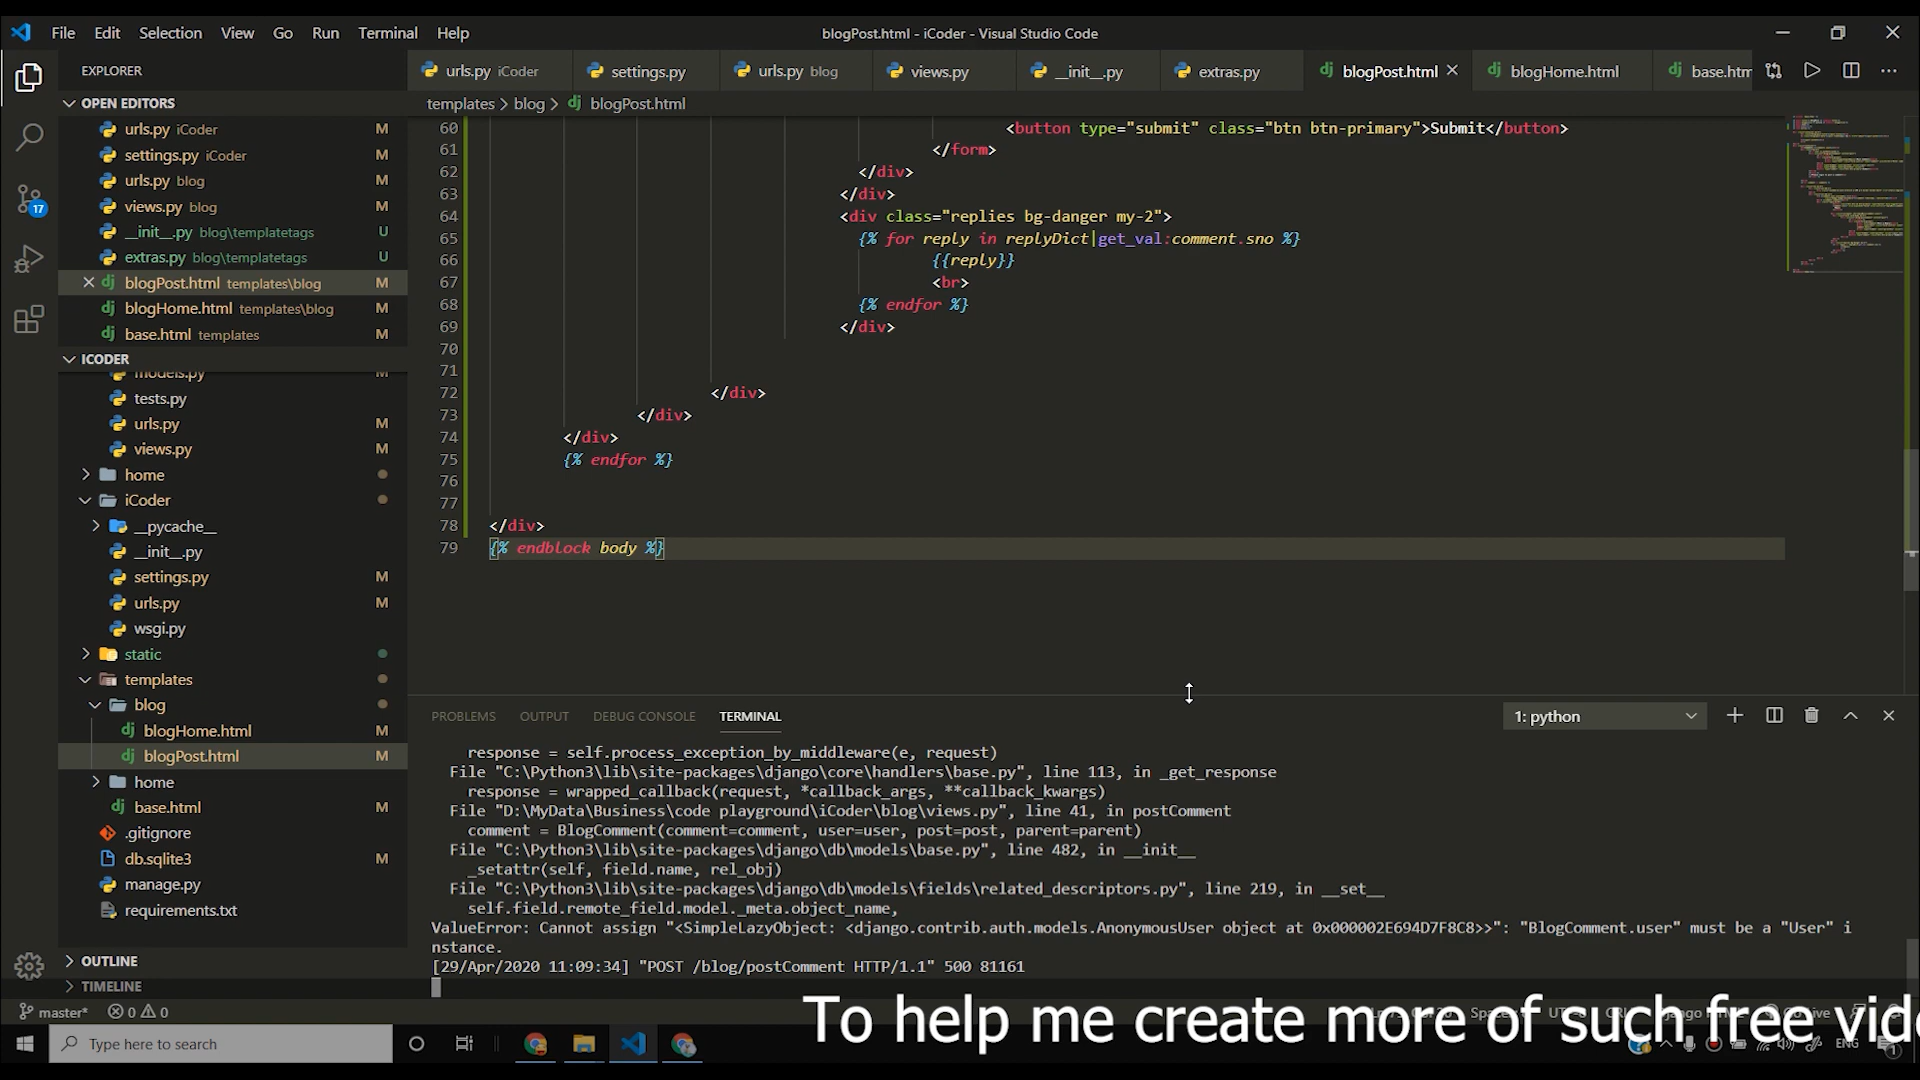 File Edit Selection View Go Run Terminal Help
blogPost.html - iCoder - Visual Studio Code
EXPLORER
urls.py iCoder
settings.py
urls.py blog
views.py
__init__.py
extras.py
blogPost.html
blogHome.html
base.htm
OPEN EDITORS
templates > blog > blogPost.html
urls.py iCoder M
settings.py iCoder M
urls.py blog M
views.py blog M
__init__.py blog\templatetags U
extras.py blog\templatetags U
blogPost.html templates\blog M
blogHome.html templates\blog M
base.html templates M
ICODER
models.py M
tests.py
urls.py M
views.py M
home
iCoder
__pycache__
__init__.py
settings.py M
urls.py M
wsgi.py
static
templates
blog
blogHome.html M
blogPost.html M
home
base.html M
.gitignore
db.sqlite3 M
manage.py
requirements.txt
OUTLINE
TIMELINE
17
60 <button type="submit" class="btn btn-primary">Submit</button>
61 </form>
62 </div>
63 </div>
64 <div class="replies bg-danger my-2">
65 {% for reply in replyDict|get_val:comment.sno %}
66 {{reply}}
67 <br>
68 {% endfor %}
69 </div>
70
71
72 </div>
73 </div>
74 </div>
75 {% endfor %}
76
77
78 </div>
79 {% endblock body %}
PROBLEMS OUTPUT DEBUG CONSOLE TERMINAL
1: python
response = self.process_exception_by_middleware(e, request)
File "C:\Python3\lib\site-packages\django\core\handlers\base.py", line 113, in _get_response
response = wrapped_callback(request, *callback_args, **callback_kwargs)
File "D:\MyData\Business\code playground\iCoder\blog\views.py", line 41, in postComment
comment = BlogComment(comment=comment, user=user, post=post, parent=parent)
File "C:\Python3\lib\site-packages\django\db\models\base.py", line 482, in __init__
_setattr(self, field.name, rel_obj)
File "C:\Python3\lib\site-packages\django\db\models\fields\related_descriptors.py", line 219, in __set__
self.field.remote_field.model._meta.object_name,
ValueError: Cannot assign "<SimpleLazyObject: <django.contrib.auth.models.AnonymousUser object at 0x000002E694D7F8C8>>": "BlogComment.user" must be a "User" i
nstance.
[29/Apr/2020 11:09:34] "POST /blog/postComment HTTP/1.1" 500 81161
master* 0 0
To help me create more of such free vid
Type here to search
ENG